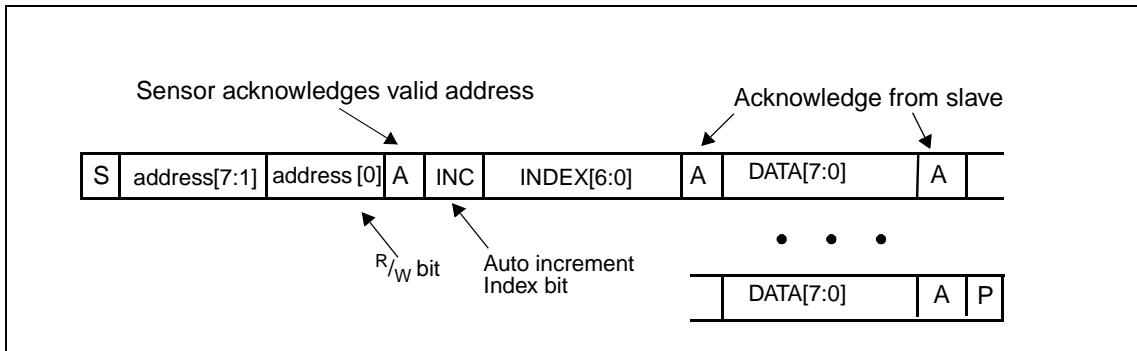 Sensor acknowledges valid address
Acknowledge from slave
S address[7:1] address [0] A INC INDEX[6:0] A DATA[7:0] A
R/W bit
Auto increment
Index bit
DATA[7:0] A P